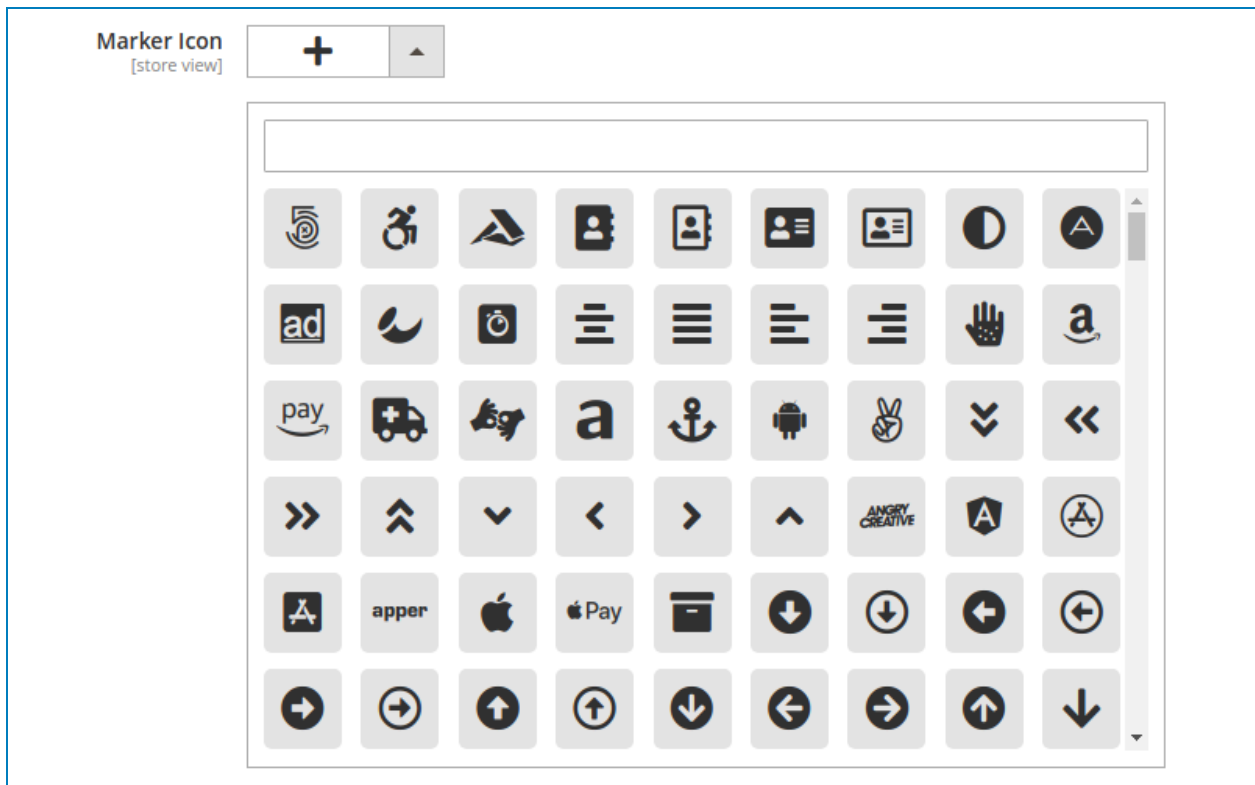 Marker Icon
[store view]
ad
a
pay
a
ANGRY
CREATIVE
A
apper
Pay